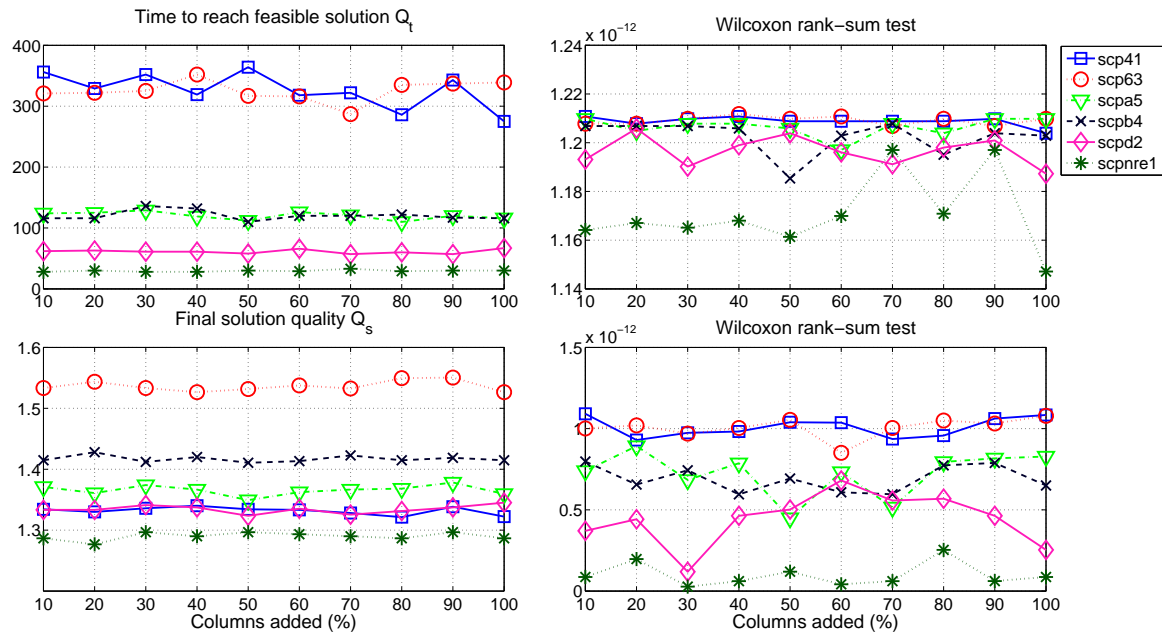 Time to reach feasible solution Q_t
400
300
200
100
0
10 20 30 40 50 60 70 80 90 100
Wilcoxon rank−sum test
x 10^−12
1.24
1.22
1.2
1.18
1.16
1.14
10 20 30 40 50 60 70 80 90 100
scp41
scp63
scpa5
scpb4
scpd2
scpnre1
Final solution quality Q_s
1.6
1.5
1.4
1.3
10 20 30 40 50 60 70 80 90 100
Columns added (%)
Wilcoxon rank−sum test
x 10^−12
1.5
1
0.5
0
10 20 30 40 50 60 70 80 90 100
Columns added (%)